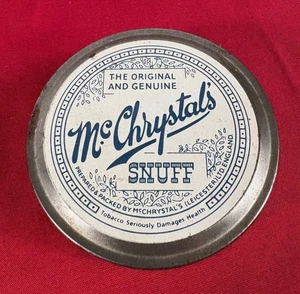 THE ORIGINAL
AND GENUINE
McChrystal's
SNUFF
PREPARED & PACKED BY McCHRYSTAL'S (LEICESTER) LTD ENGLAND
Tobacco Seriously Damages Health